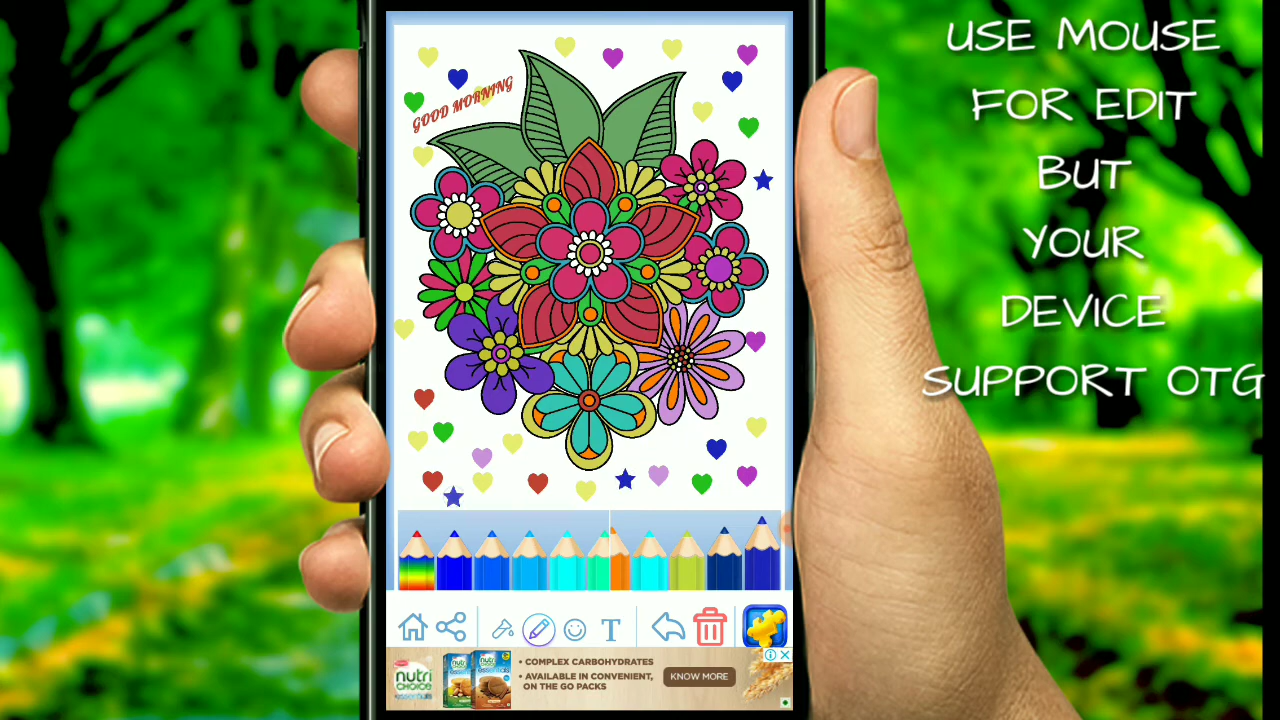 USE MOUSE
FOR EDIT
BUT
YOUR
DEVICE
SUPPORT OTG
GOOD MORNING
T
nutri
CHOICE
essentials
• COMPLEX CARBOHYDRATES
• AVAILABLE IN CONVENIENT,
ON THE GO PACKS
KNOW MORE